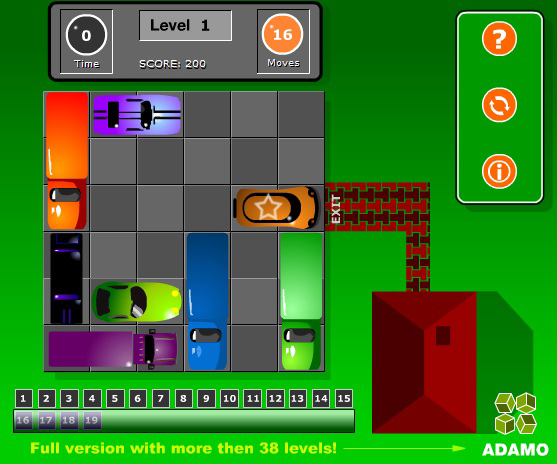 0
Time
Level 1
SCORE: 200
16
Moves
?
i
EXIT
1 2 3 4 5 6 7 8 9 10 11 12 13 14 15
16 17 18 19
Full version with more then 38 levels!
ADAMO